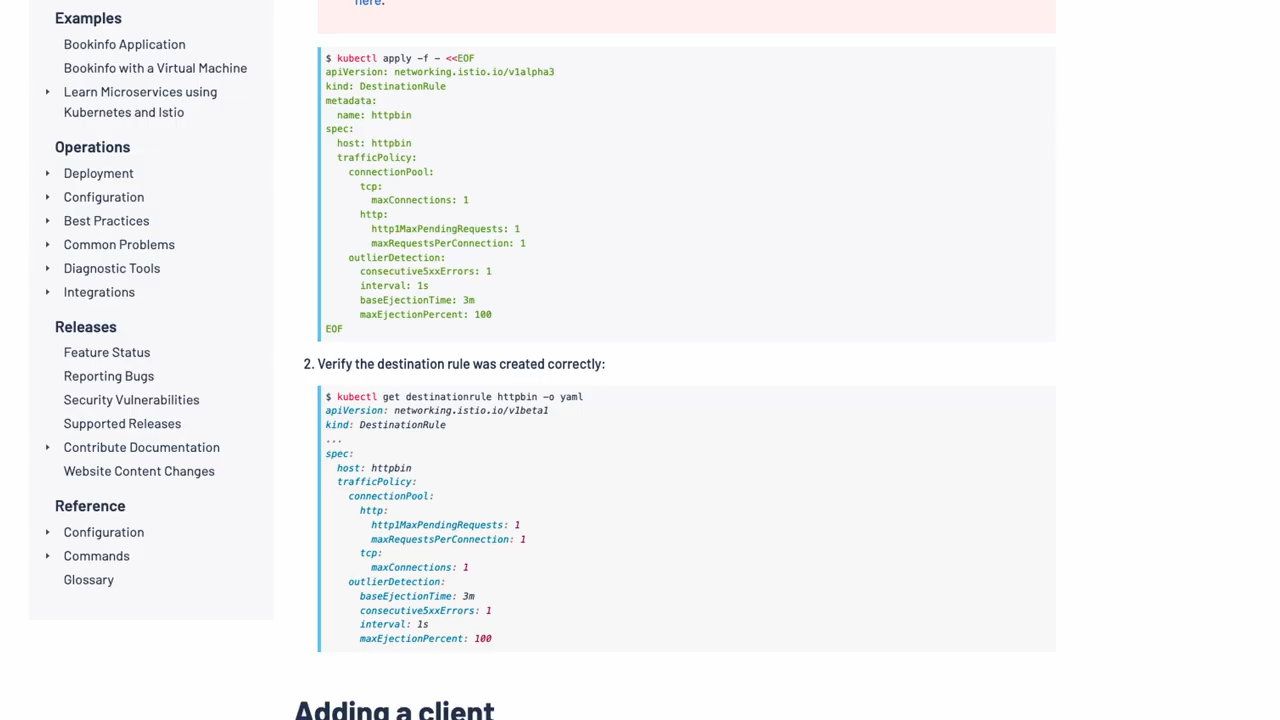 Examples
Bookinfo Application
Bookinfo with a Virtual Machine
Learn Microservices using
Kubernetes and Istio
Operations
Deployment
Configuration
Best Practices
Common Problems
Diagnostic Tools
Integrations
Releases
Feature Status
Reporting Bugs
Security Vulnerabilities
Supported Releases
Contribute Documentation
Website Content Changes
Reference
Configuration
Commands
Glossary
here.
$ kubectl apply -f - <<EOF
apiVersion: networking.istio.io/v1alpha3
kind: DestinationRule
metadata:
  name: httpbin
spec:
  host: httpbin
  trafficPolicy:
    connectionPool:
      tcp:
        maxConnections: 1
      http:
        http1MaxPendingRequests: 1
        maxRequestsPerConnection: 1
    outlierDetection:
      consecutive5xxErrors: 1
      interval: 1s
      baseEjectionTime: 3m
      maxEjectionPercent: 100
EOF
2. Verify the destination rule was created correctly:
$ kubectl get destinationrule httpbin -o yaml
apiVersion: networking.istio.io/v1beta1
kind: DestinationRule
...
spec:
  host: httpbin
  trafficPolicy:
    connectionPool:
      http:
        http1MaxPendingRequests: 1
        maxRequestsPerConnection: 1
      tcp:
        maxConnections: 1
    outlierDetection:
      baseEjectionTime: 3m
      consecutive5xxErrors: 1
      interval: 1s
      maxEjectionPercent: 100
Adding a client